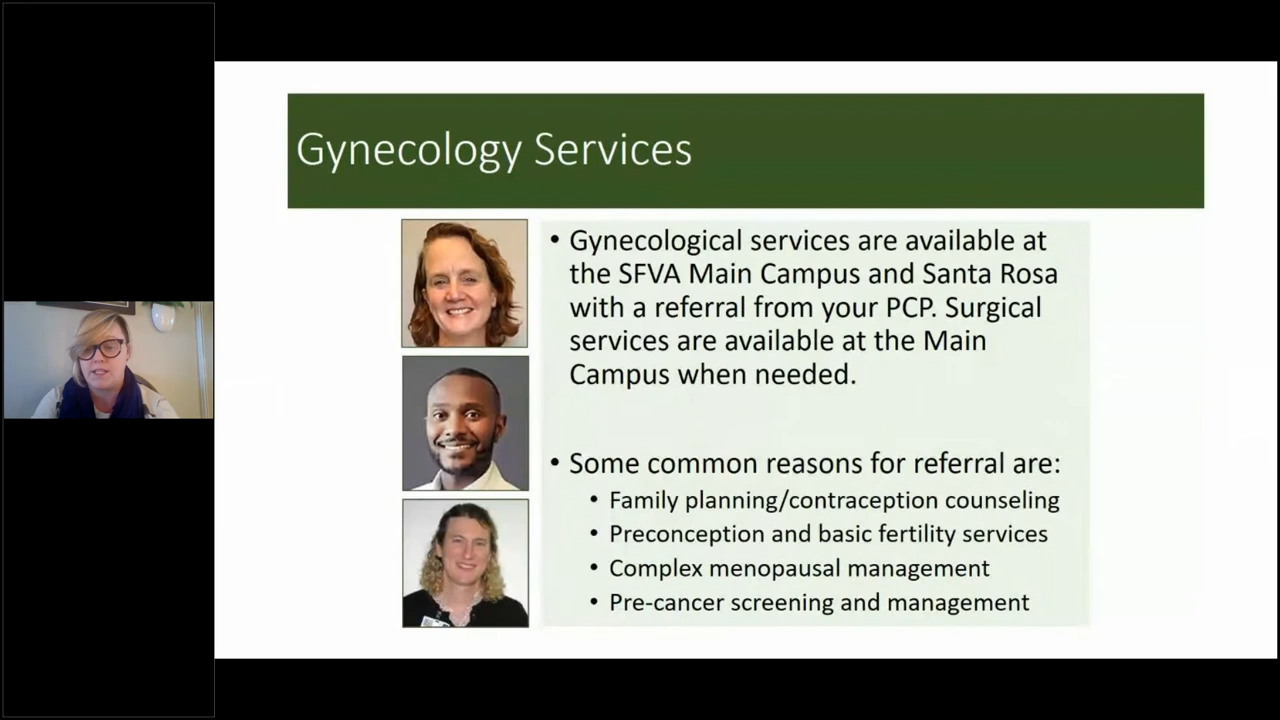 Gynecology Services
• Gynecological services are available at
the SFVA Main Campus and Santa Rosa
with a referral from your PCP. Surgical
services are available at the Main
Campus when needed.
• Some common reasons for referral are:
• Family planning/contraception counseling
• Preconception and basic fertility services
• Complex menopausal management
• Pre-cancer screening and management